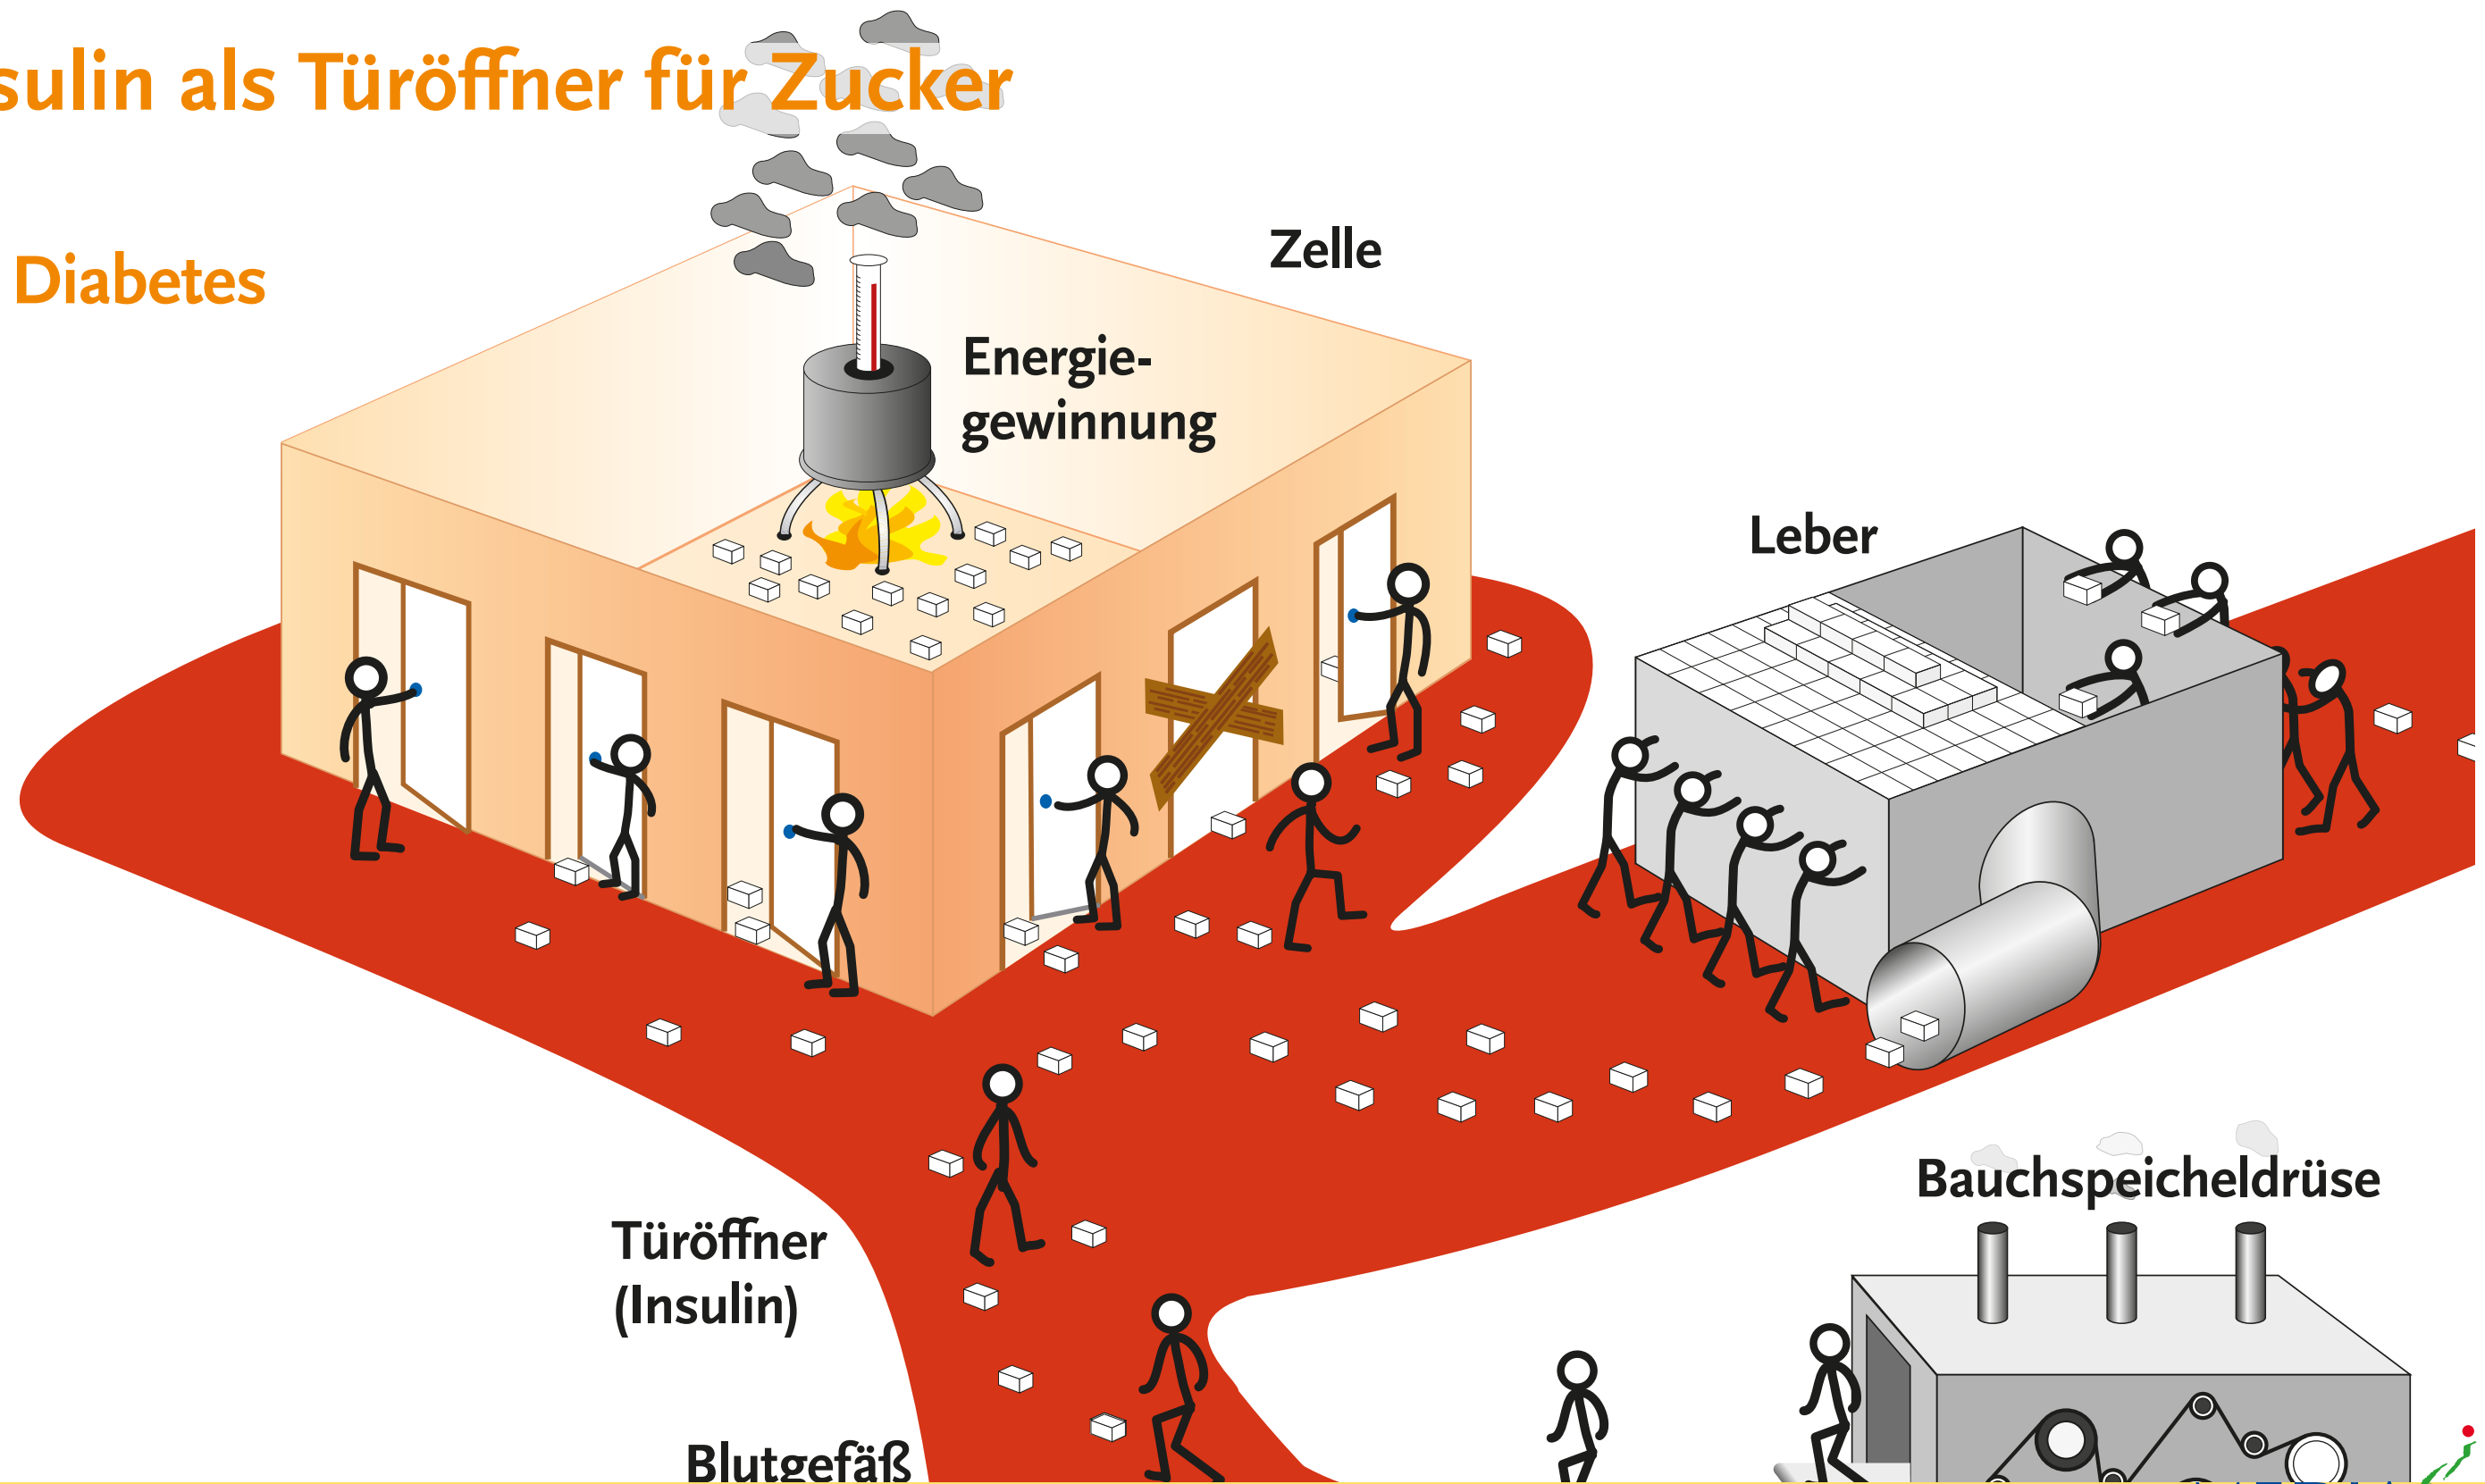 sulin als Türöffner für Zucker
Diabetes
Zelle
Energie-
gewinnung
Leber
Bauchspeicheldrüse
Türöffner
(Insulin)
Blutgefäß